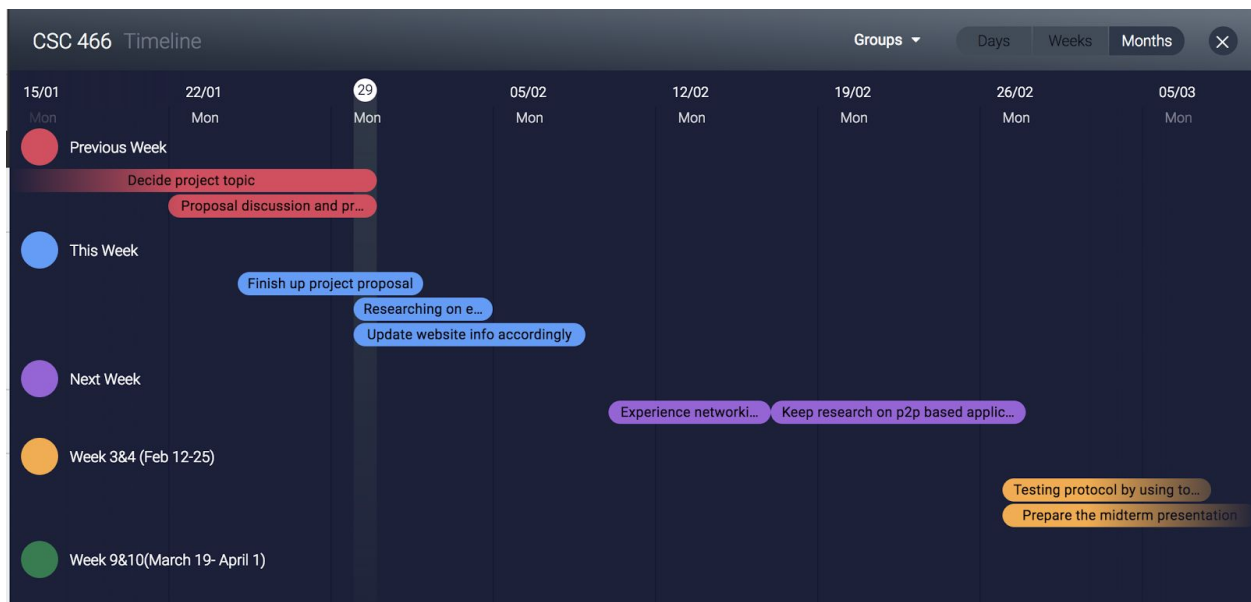 CSC 466 Timeline Groups Days Weeks Months
15/01 22/01 29 05/02 12/02 19/02 26/02 05/03
Mon Mon Mon Mon Mon Mon Mon Mon
Previous Week
Decide project topic
Proposal discussion and pr...
This Week
Finish up project proposal
Researching on e...
Update website info accordingly
Next Week
Experience networki... Keep research on p2p based applic...
Week 3&4 (Feb 12-25)
Testing protocol by using to...
Prepare the midterm presentation
Week 9&10(March 19- April 1)